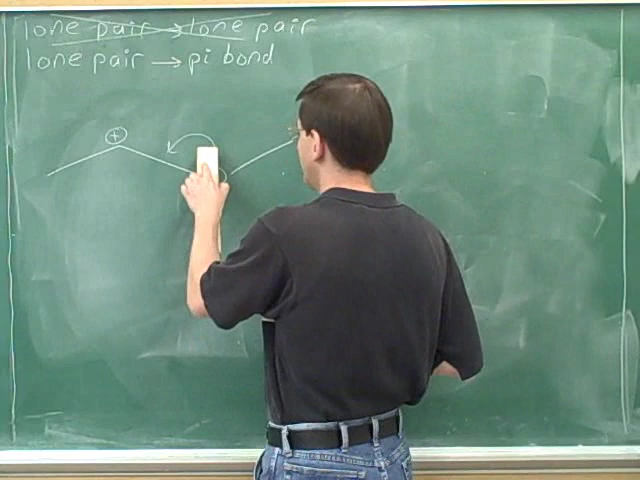 lone pair → lone pair
lone pair → pi bond
+